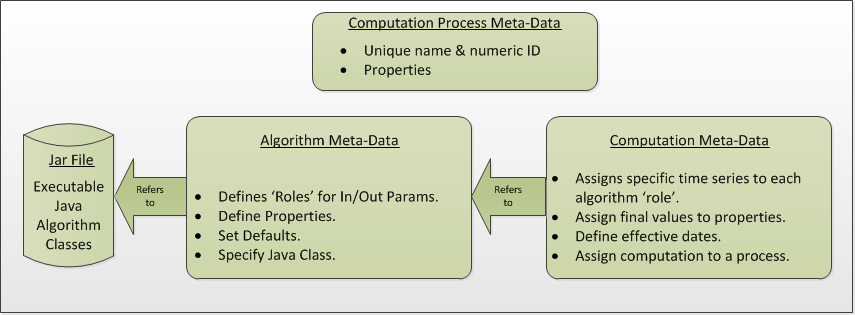 Computation Process Meta-Data
• Unique name & numeric ID
• Properties
Jar File
Executable
Java
Algorithm
Classes
Refers
to
Algorithm Meta-Data
• Defines ‘Roles’ for In/Out Params.
• Define Properties.
• Set Defaults.
• Specify Java Class.
Refers
to
Computation Meta-Data
• Assigns specific time series to each
algorithm ‘role’.
• Assign final values to properties.
• Define effective dates.
• Assign computation to a process.